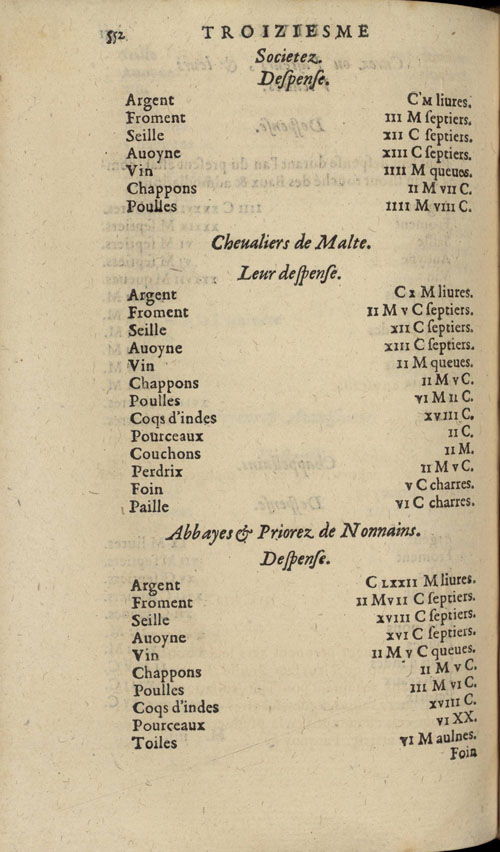 552 TROIZIESME
Societez.
Despense.
Argent C M liures.
Froment III M septiers.
Seille XII C septiers.
Auoyne XIII C septiers.
Vin IIII M queues.
Chappons II M VII C.
Poulles IIII M VIII C.
Cheualiers de Malte.
Leur despense.
Argent C X M liures.
Froment II M V C septiers.
Seille XII C septiers.
Auoyne XIII C septiers.
Vin II M queues.
Chappons II M V C.
Poulles VI M II C.
Coqs d'indes XVIII C.
Pourceaux II C.
Couchons II M.
Perdrix II M V C.
Foin V C charres.
Paille VI C charres.
Abbayes & Priorez de Nonnains.
Despense.
Argent C LXXII M liures.
Froment II M VII C septiers.
Seille XVIII C septiers.
Auoyne XVI C septiers.
Vin II M V C queues.
Chappons II M V C.
Poulles III M VI C.
Coqs d'indes XVIII C.
Pourceaux VI XX.
Toiles VI M aulnes.
Foin